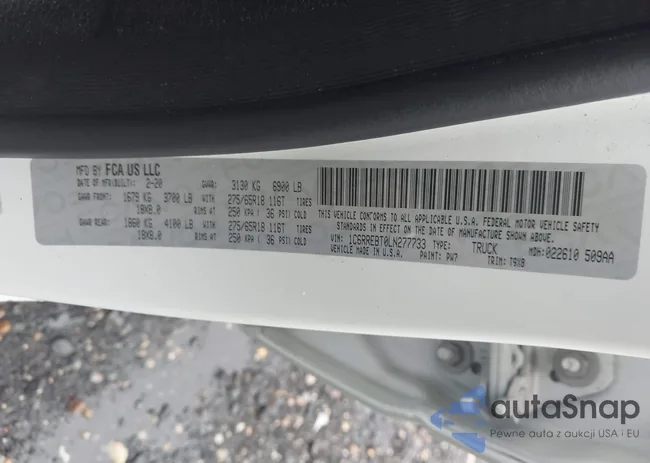 MFD BY FCA US LLC
DATE OF MFR(BUILT): 2-20 GVWR: 3130 KG 6900 LB
GAWR FRONT: 1679 KG 3700 LB 275/65R18 116T TIRES
18X8.0 RIMS AT 250 KPA ( 36 PSI) COLD
GAWR REAR: 1860 KG 4100 LB 275/65R18 116T TIRES
18X8.0 RIMS AT 250 KPA ( 36 PSI) COLD
THIS VEHICLE CONFORMS TO ALL APPLICABLE U.S.A. FEDERAL MOTOR VEHICLE SAFETY
STANDARDS IN EFFECT ON THE DATE OF MANUFACTURE SHOWN ABOVE.
VIN: 1C6RREBT0LN277733 TYPE: TRUCK MDH: 022610 509AA
VEHICLE MADE IN U.S.A. PAINT: PW7 TRIM: T9X8
autaSnap
Pewne auta z aukcji USA i EU